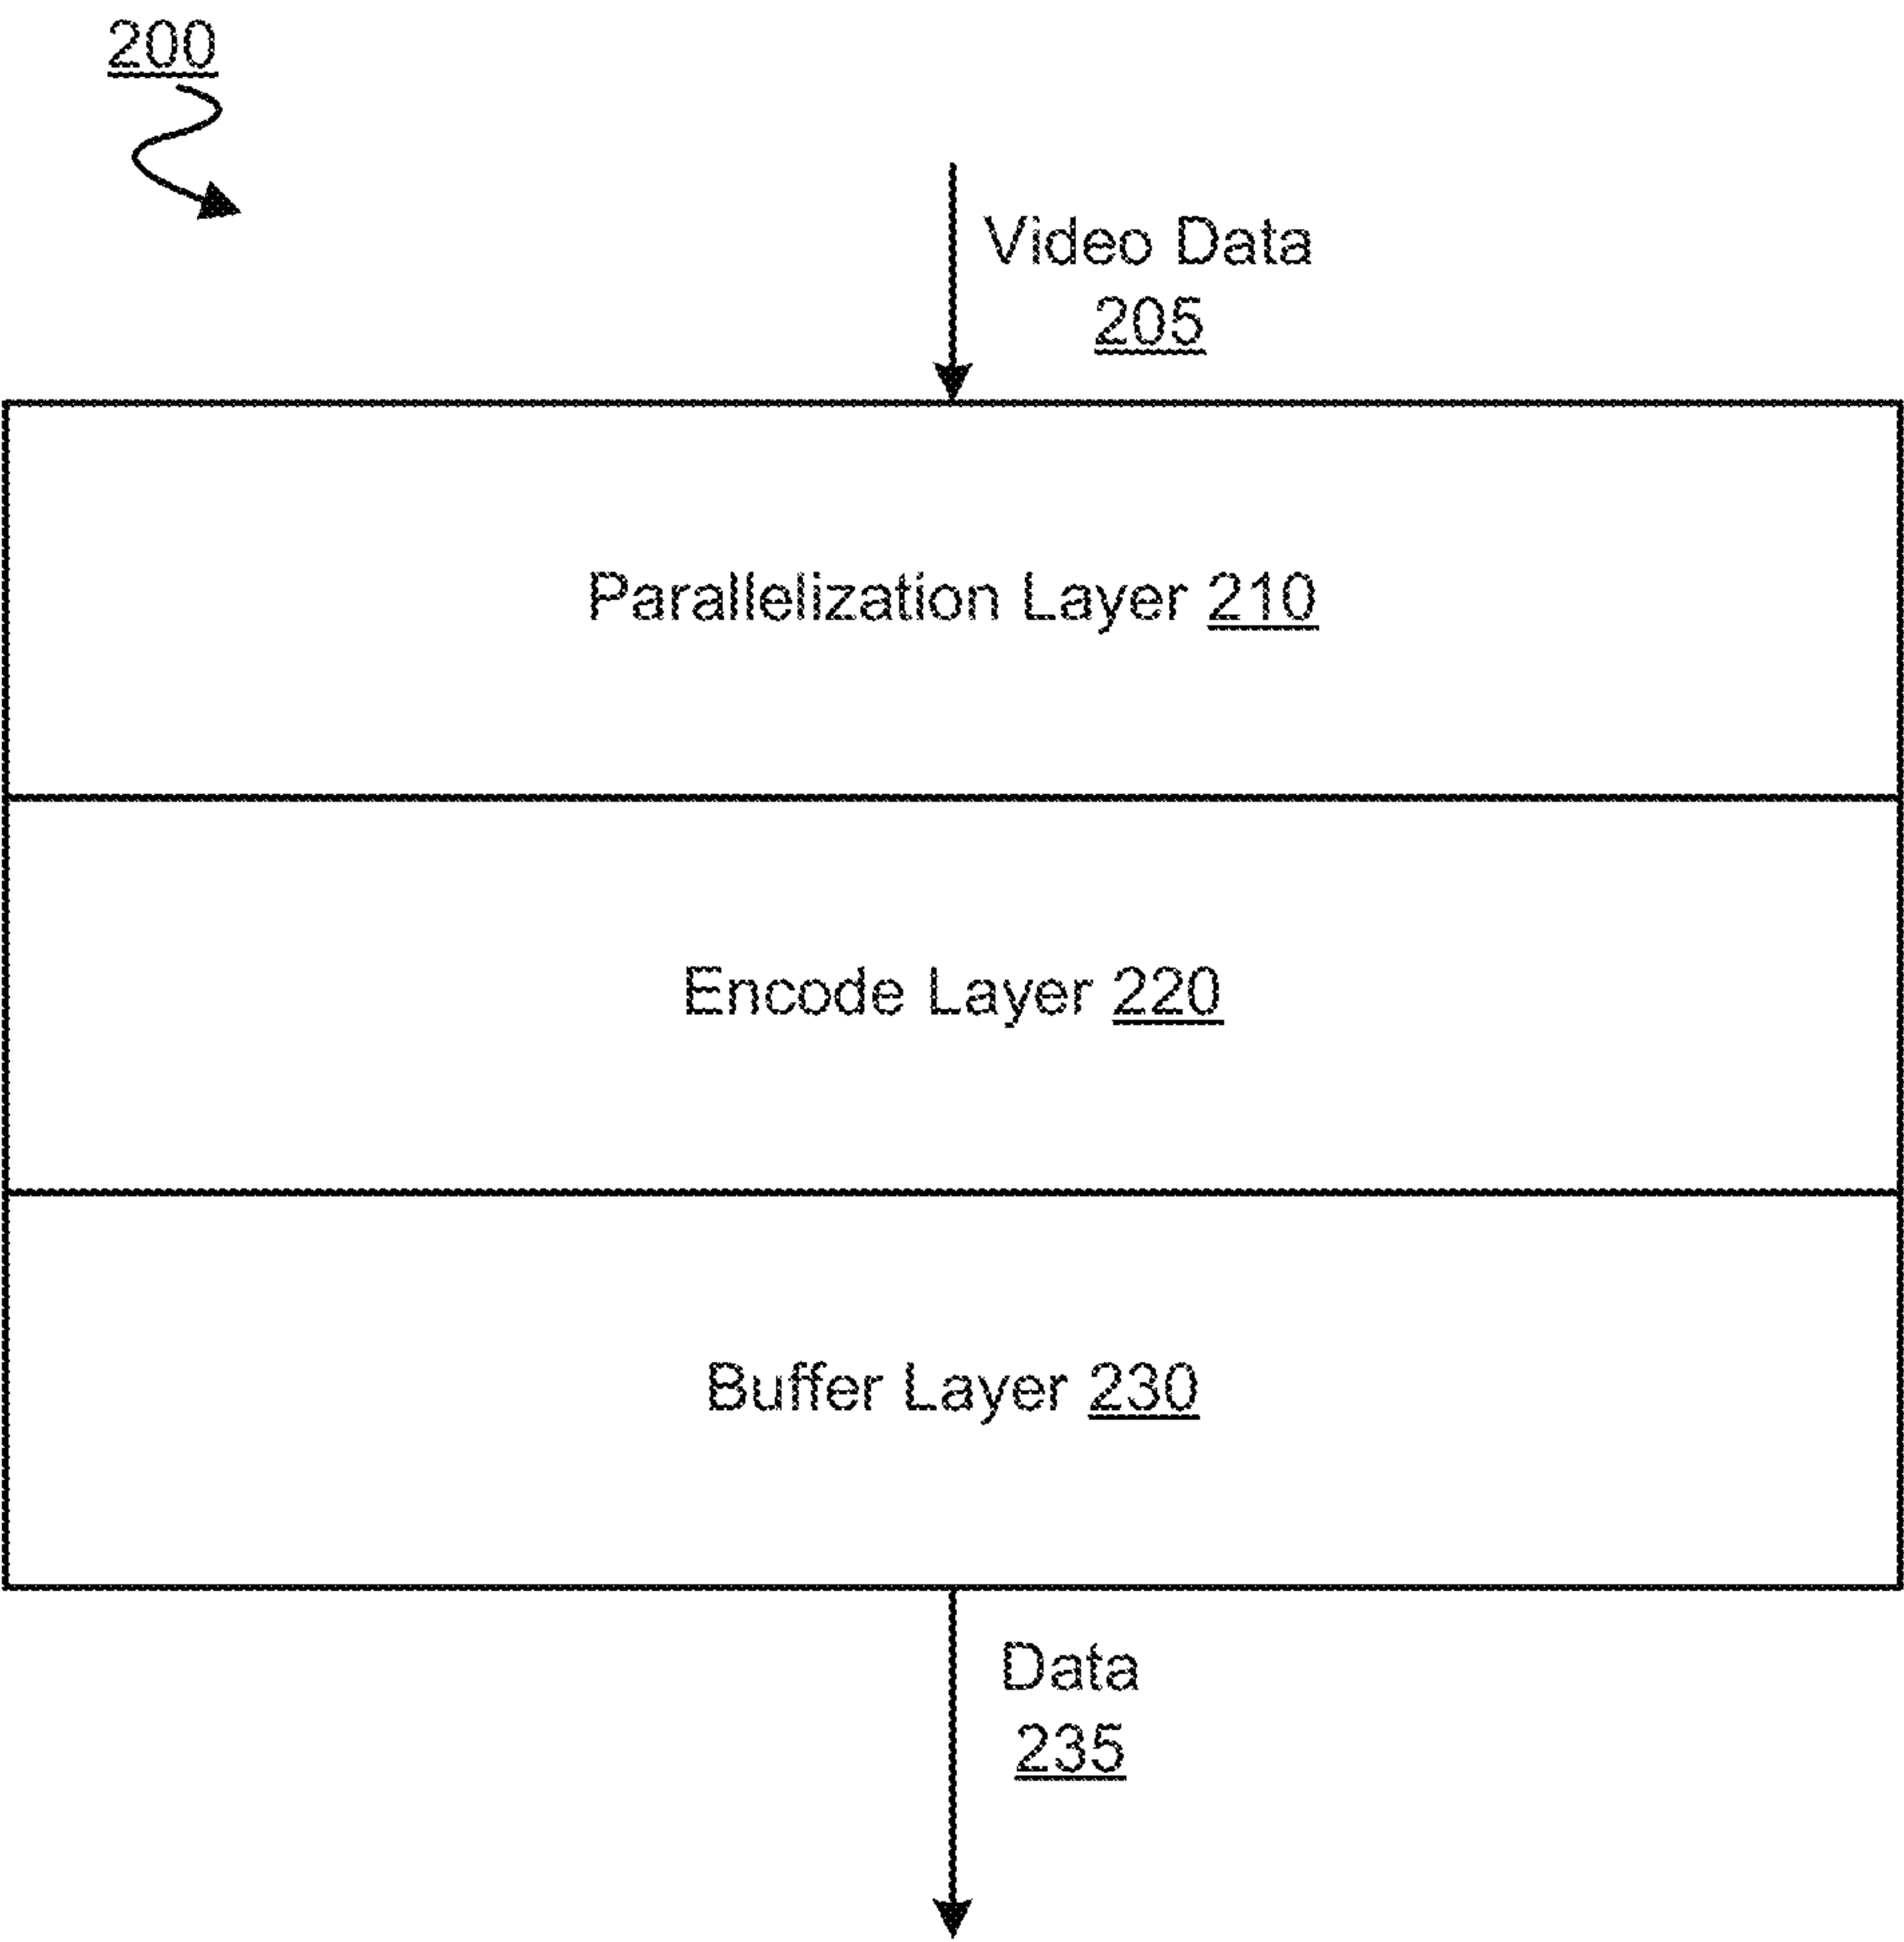 200
Video Data
205
Parallelization Layer 210
Encode Layer 220
Buffer Layer 230
Data
235